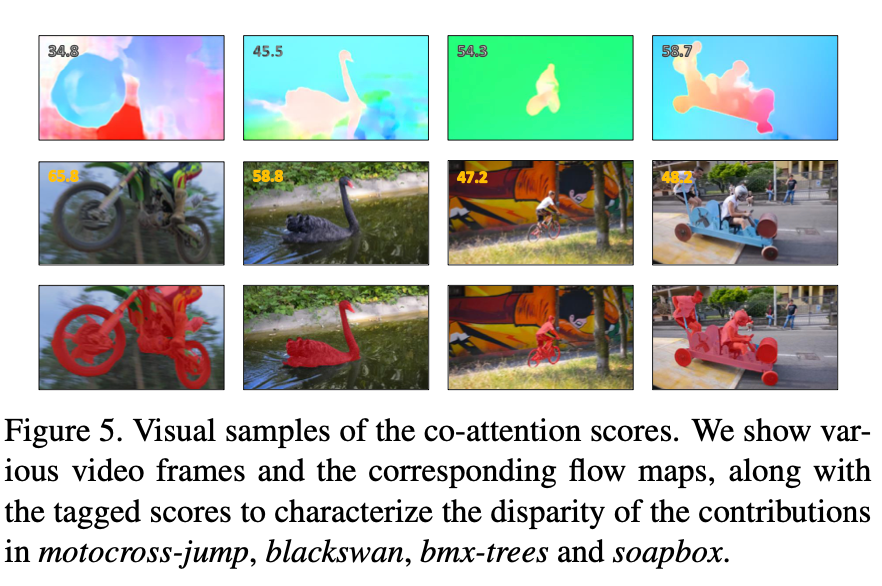 34.8 45.5 54.3 58.7
65.8 58.8 47.2 48.2
Figure 5. Visual samples of the co-attention scores. We show var-
ious video frames and the corresponding flow maps, along with
the tagged scores to characterize the disparity of the contributions
in motocross-jump, blackswan, bmx-trees and soapbox.